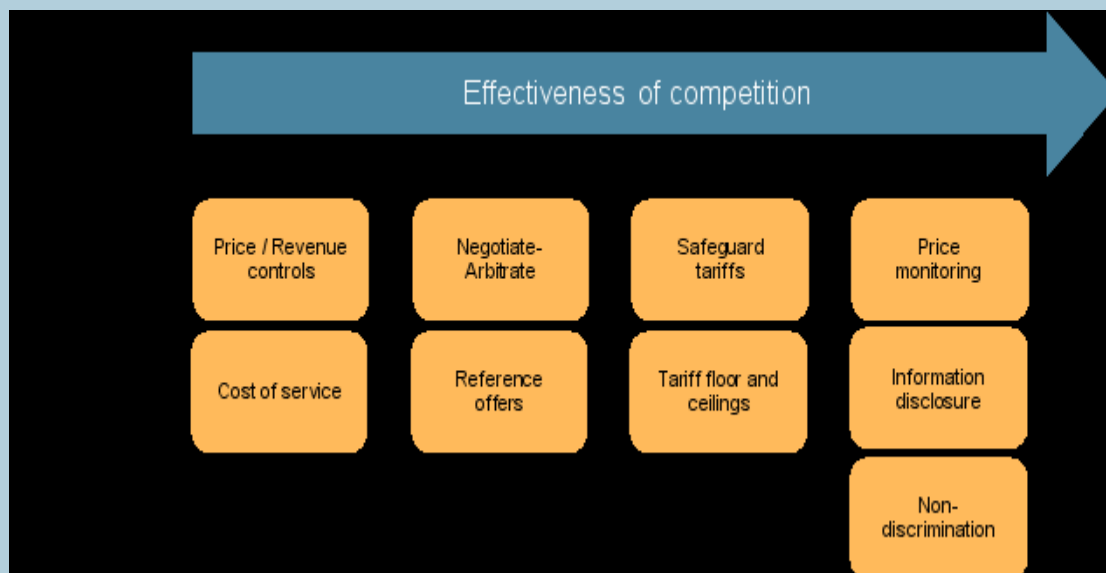 Effectiveness of competition
Price / Revenue
controls
Negotiate-
Arbitrate
Safeguard
tariffs
Price
monitoring
Cost of service
Reference
offers
Tariff floor and
ceilings
Information
disclosure
Non-
discrimination